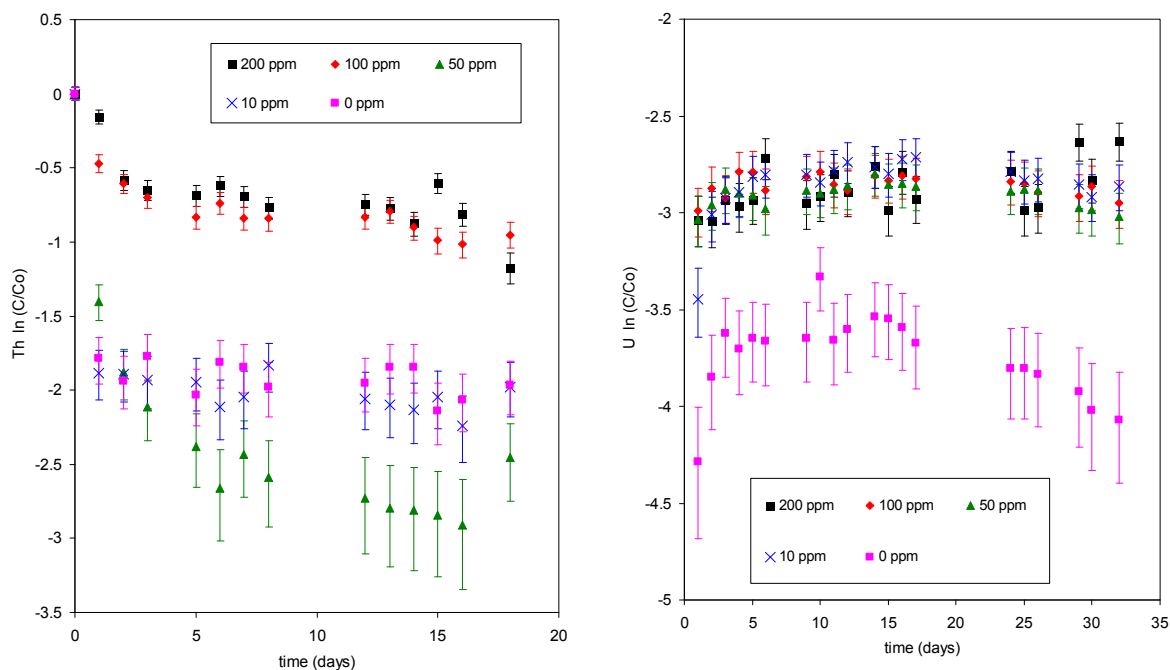 Th ln (C/Co)
0.5
0
-0.5
-1
-1.5
-2
-2.5
-3
-3.5
200 ppm 100 ppm 50 ppm
10 ppm 0 ppm
0 5 10 15 20
time (days)
U ln (C/Co)
-2
-2.5
-3
-3.5
-4
-4.5
-5
200 ppm 100 ppm 50 ppm
10 ppm 0 ppm
0 5 10 15 20 25 30 35
time (days)